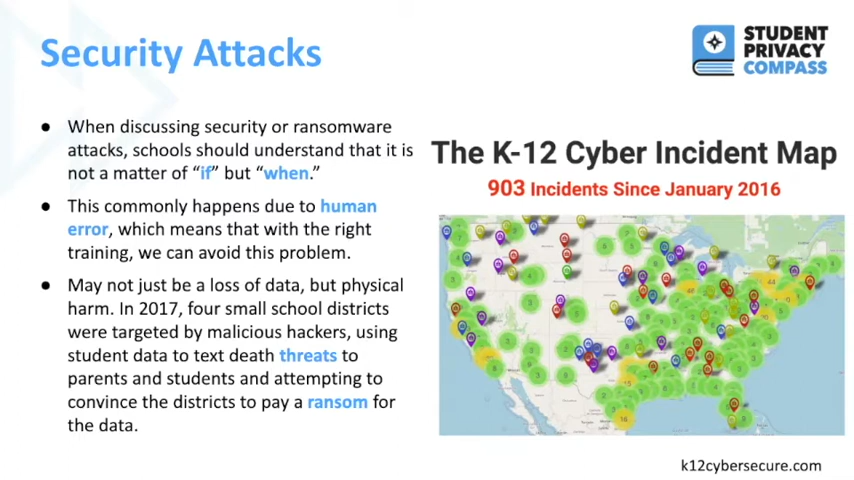 Security Attacks
STUDENT
PRIVACY
COMPASS
● When discussing security or ransomware
attacks, schools should understand that it is
not a matter of “if” but “when.”
● This commonly happens due to human
error, which means that with the right
training, we can avoid this problem.
● May not just be a loss of data, but physical
harm. In 2017, four small school districts
were targeted by malicious hackers, using
student data to text death threats to
parents and students and attempting to
convince the districts to pay a ransom for
the data.
The K-12 Cyber Incident Map
903 Incidents Since January 2016
k12cybersecure.com